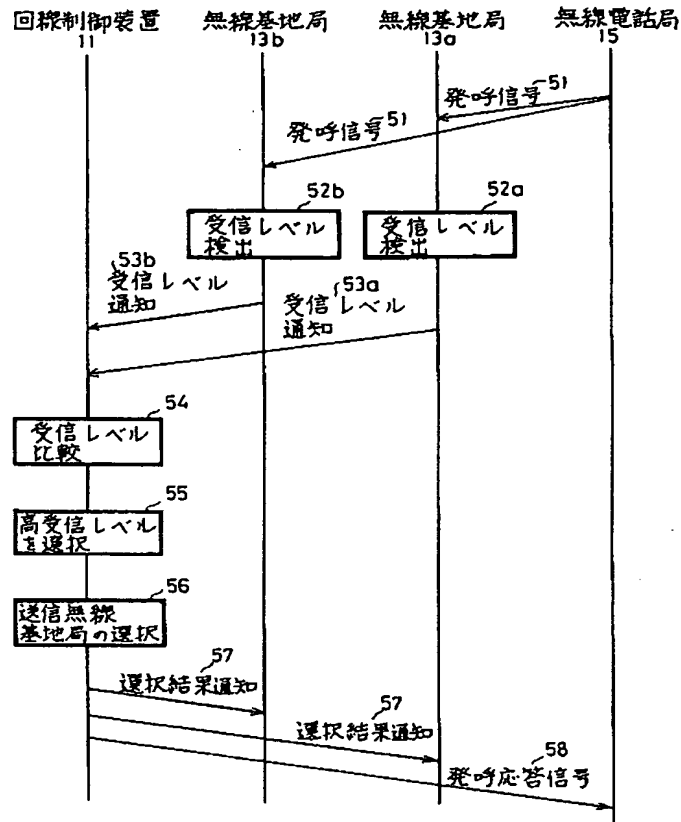 回線制御装置
11
無線基地局
13b
無線基地局
13a
無線電話局
15
発呼信号
51
発呼信号
51
52b
受信レベル
検出
52a
受信レベル
検出
53b
受信レベル
通知
53a
受信レベル
通知
54
受信レベル
比較
55
高受信レベル
を選択
56
送信無線
基地局の選択
57
選択結果通知
57
選択結果通知
58
発呼応答信号